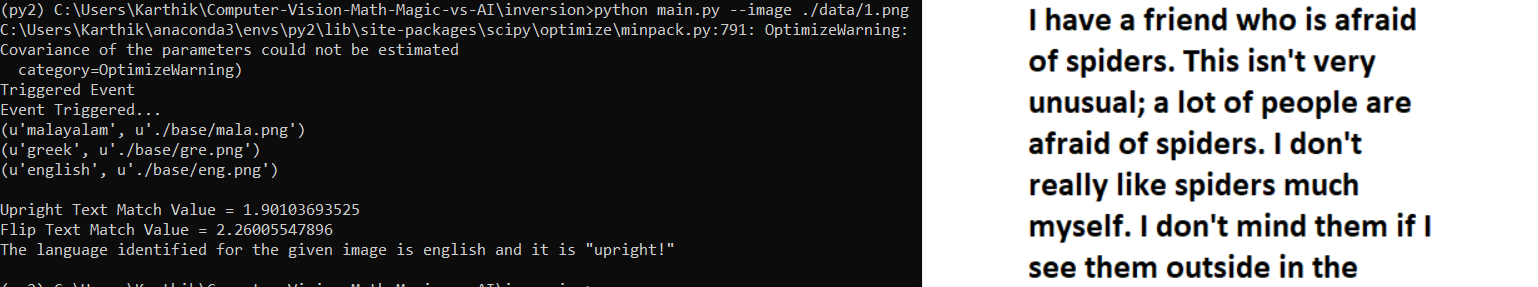 (py2) C:\Users\Karthik\Computer-Vision-Math-Magic-vs-AI\inversion>python main.py --image ./data/1.png
C:\Users\Karthik\anaconda3\envs\py2\lib\site-packages\scipy\optimize\minpack.py:791: OptimizeWarning:
Covariance of the parameters could not be estimated
  category=OptimizeWarning)
Triggered Event
Event Triggered...
(u'malayalam', u'./base/mala.png')
(u'greek', u'./base/gre.png')
(u'english', u'./base/eng.png')
Upright Text Match Value = 1.90103693525
Flip Text Match Value = 2.26005547896
The language identified for the given image is english and it is "upright!"
I have a friend who is afraid
of spiders. This isn't very
unusual; a lot of people are
afraid of spiders. I don't
really like spiders much
myself. I don't mind them if I
see them outside in the